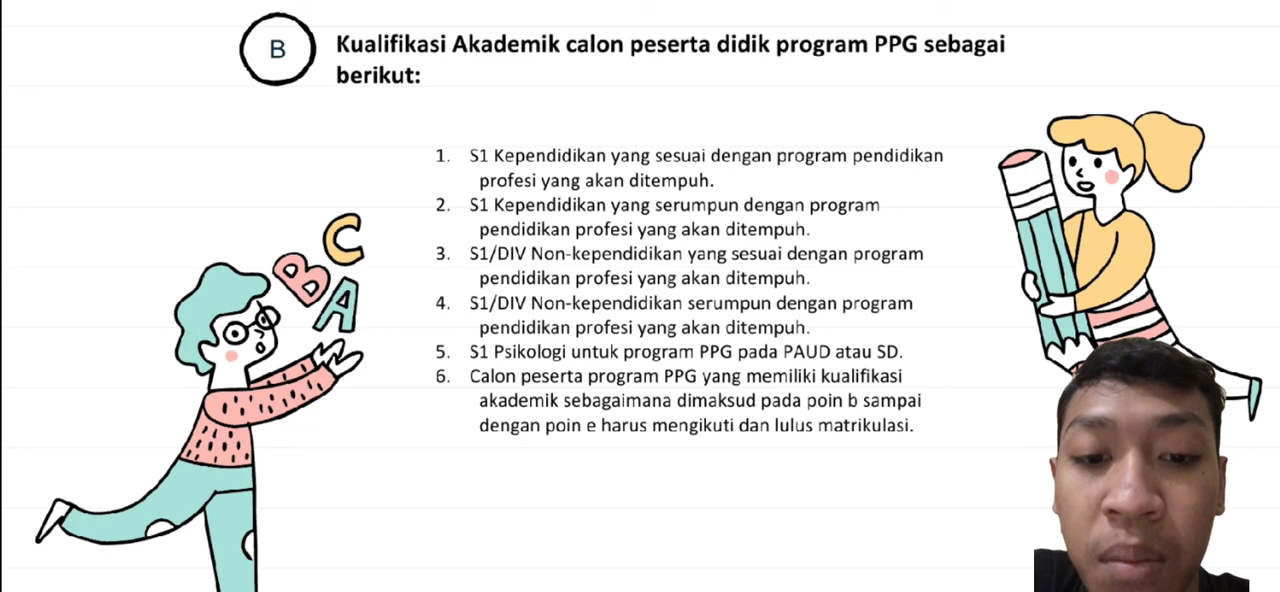 B
Kualifikasi Akademik calon peserta didik program PPG sebagai
berikut:
1. S1 Kependidikan yang sesuai dengan program pendidikan
profesi yang akan ditempuh.
2. S1 Kependidikan yang serumpun dengan program
pendidikan profesi yang akan ditempuh.
3. S1/DIV Non-kependidikan yang sesuai dengan program
pendidikan profesi yang akan ditempuh.
4. S1/DIV Non-kependidikan serumpun dengan program
pendidikan profesi yang akan ditempuh.
5. S1 Psikologi untuk program PPG pada PAUD atau SD.
6. Calon peserta program PPG yang memiliki kualifikasi
akademik sebagaimana dimaksud pada poin b sampai
dengan poin e harus mengikuti dan lulus matrikulasi.
C
B
A